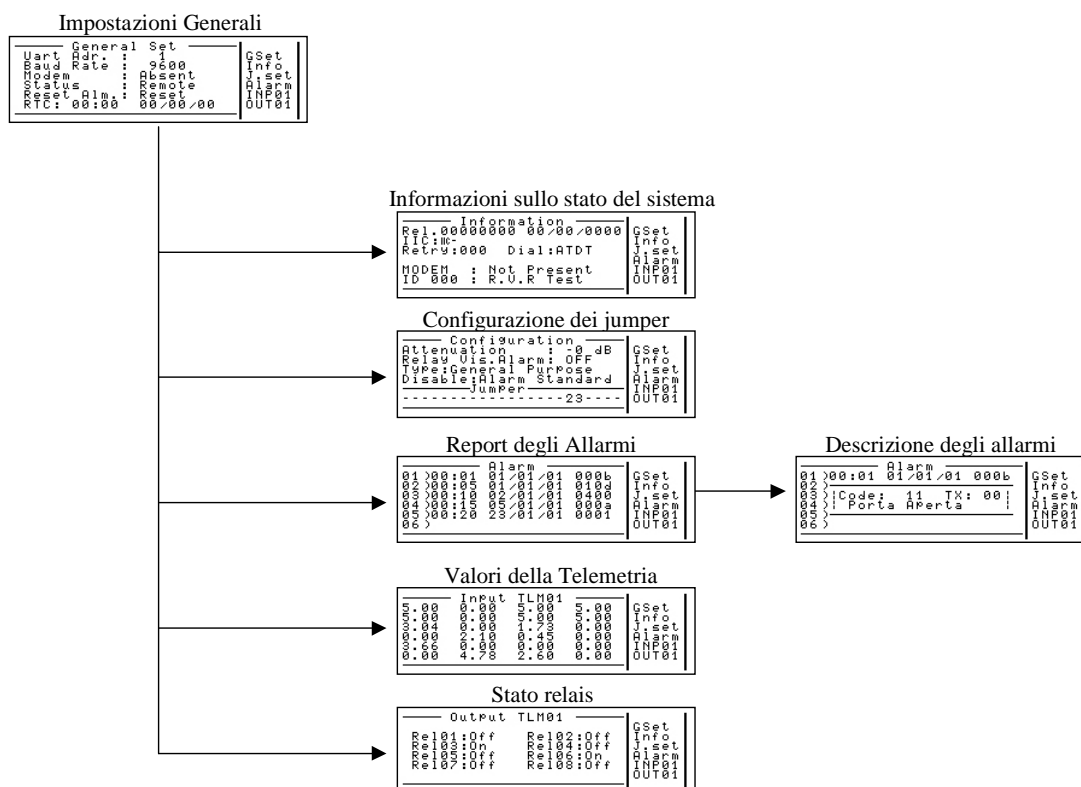 Impostazioni Generali
General Set
Uart Adr. : 1
Baud Rate : 9600
Modem : Absent
Status : Remote
Reset Alm.: Reset
RTC: 00:00 00/00/00
GSet
Info
J.set
Alarm
INP01
OUT01
Informazioni sullo stato del sistema
Information
Rel.00000000 00/00/0000
IIC:
Retry:000 Dial:ATDT
MODEM : Not Present
ID 000 : R.V.R Test
GSet
Info
J.set
Alarm
INP01
OUT01
Configurazione dei jumper
Configuration
Attenuation : -0 dB
Relay Vis.Alarm: OFF
Type:General Purpose
Disable:Alarm Standard
Jumper
-----------------23----
GSet
Info
J.set
Alarm
INP01
OUT01
Report degli Allarmi
Alarm
01 )00:01 01/01/01 000b
02 )00:05 01/01/01 010d
03 )00:10 02/01/01 0400
04 )00:15 05/01/01 000a
05 )00:20 23/01/01 0001
06 )
GSet
Info
J.set
Alarm
INP01
OUT01
Descrizione degli allarmi
Alarm
01 )00:01 01/01/01 000b
02 )
03 )|Code: 11 TX: 00|
04 )| Porta Aperta |
05 )
06 )
GSet
Info
J.set
Alarm
INP01
OUT01
Valori della Telemetria
Input TLM01
5.00 0.00 5.00 5.00
5.00 0.00 5.00 5.00
3.04 0.00 1.73 0.00
0.00 2.10 0.45 0.00
3.66 0.00 0.00 0.00
0.00 4.78 2.60 0.00
GSet
Info
J.set
Alarm
INP01
OUT01
Stato relais
Output TLM01
Rel01:Off Rel02:Off
Rel03:On Rel04:Off
Rel05:Off Rel06:On
Rel07:Off Rel08:Off
GSet
Info
J.set
Alarm
INP01
OUT01